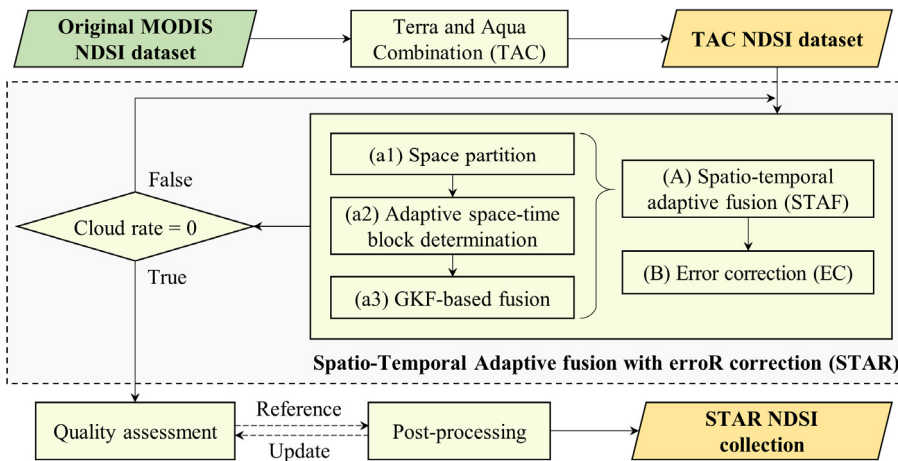 Original MODIS
NDSI dataset
Terra and Aqua
Combination (TAC)
TAC NDSI dataset
False
Cloud rate = 0
True
(a1) Space partition
(a2) Adaptive space-time
block determination
(a3) GKF-based fusion
(A) Spatio-temporal
adaptive fusion (STAF)
(B) Error correction (EC)
Spatio-Temporal Adaptive fusion with erroR correction (STAR)
Quality assessment
Reference
Update
Post-processing
STAR NDSI
collection